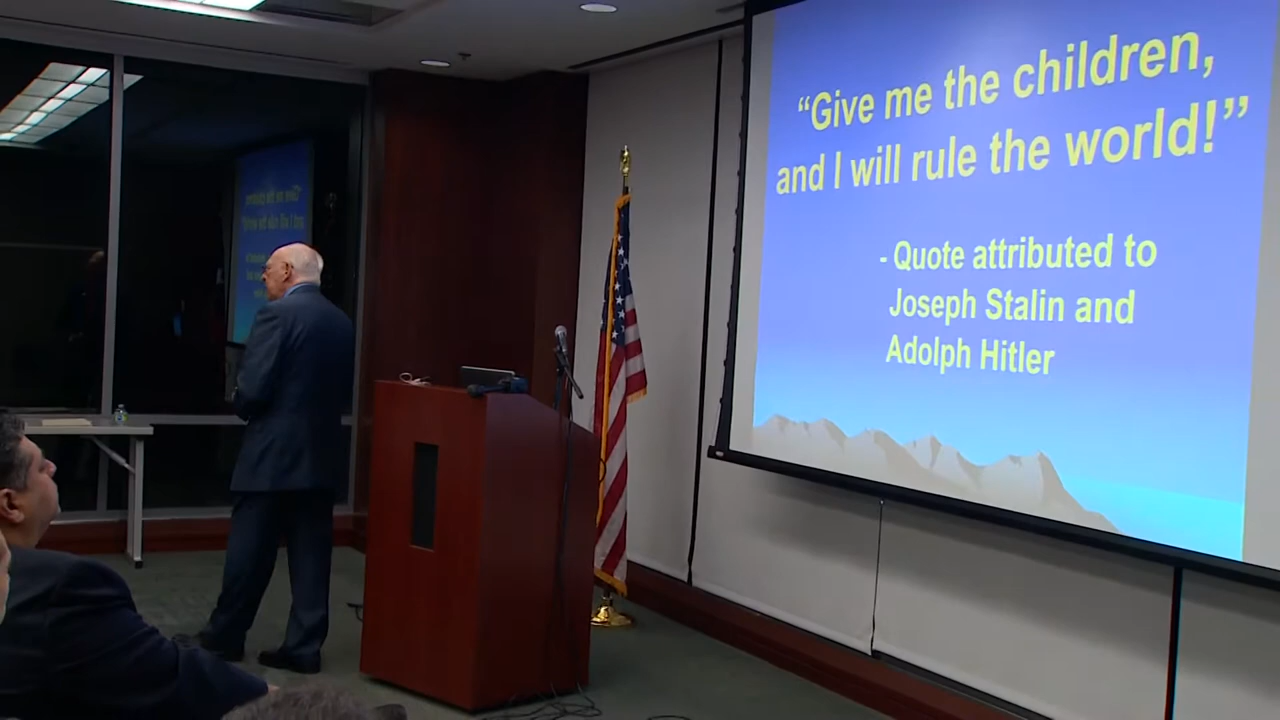 “Give me the children,
and I will rule the world!”
- Quote attributed to
Joseph Stalin and
Adolph Hitler